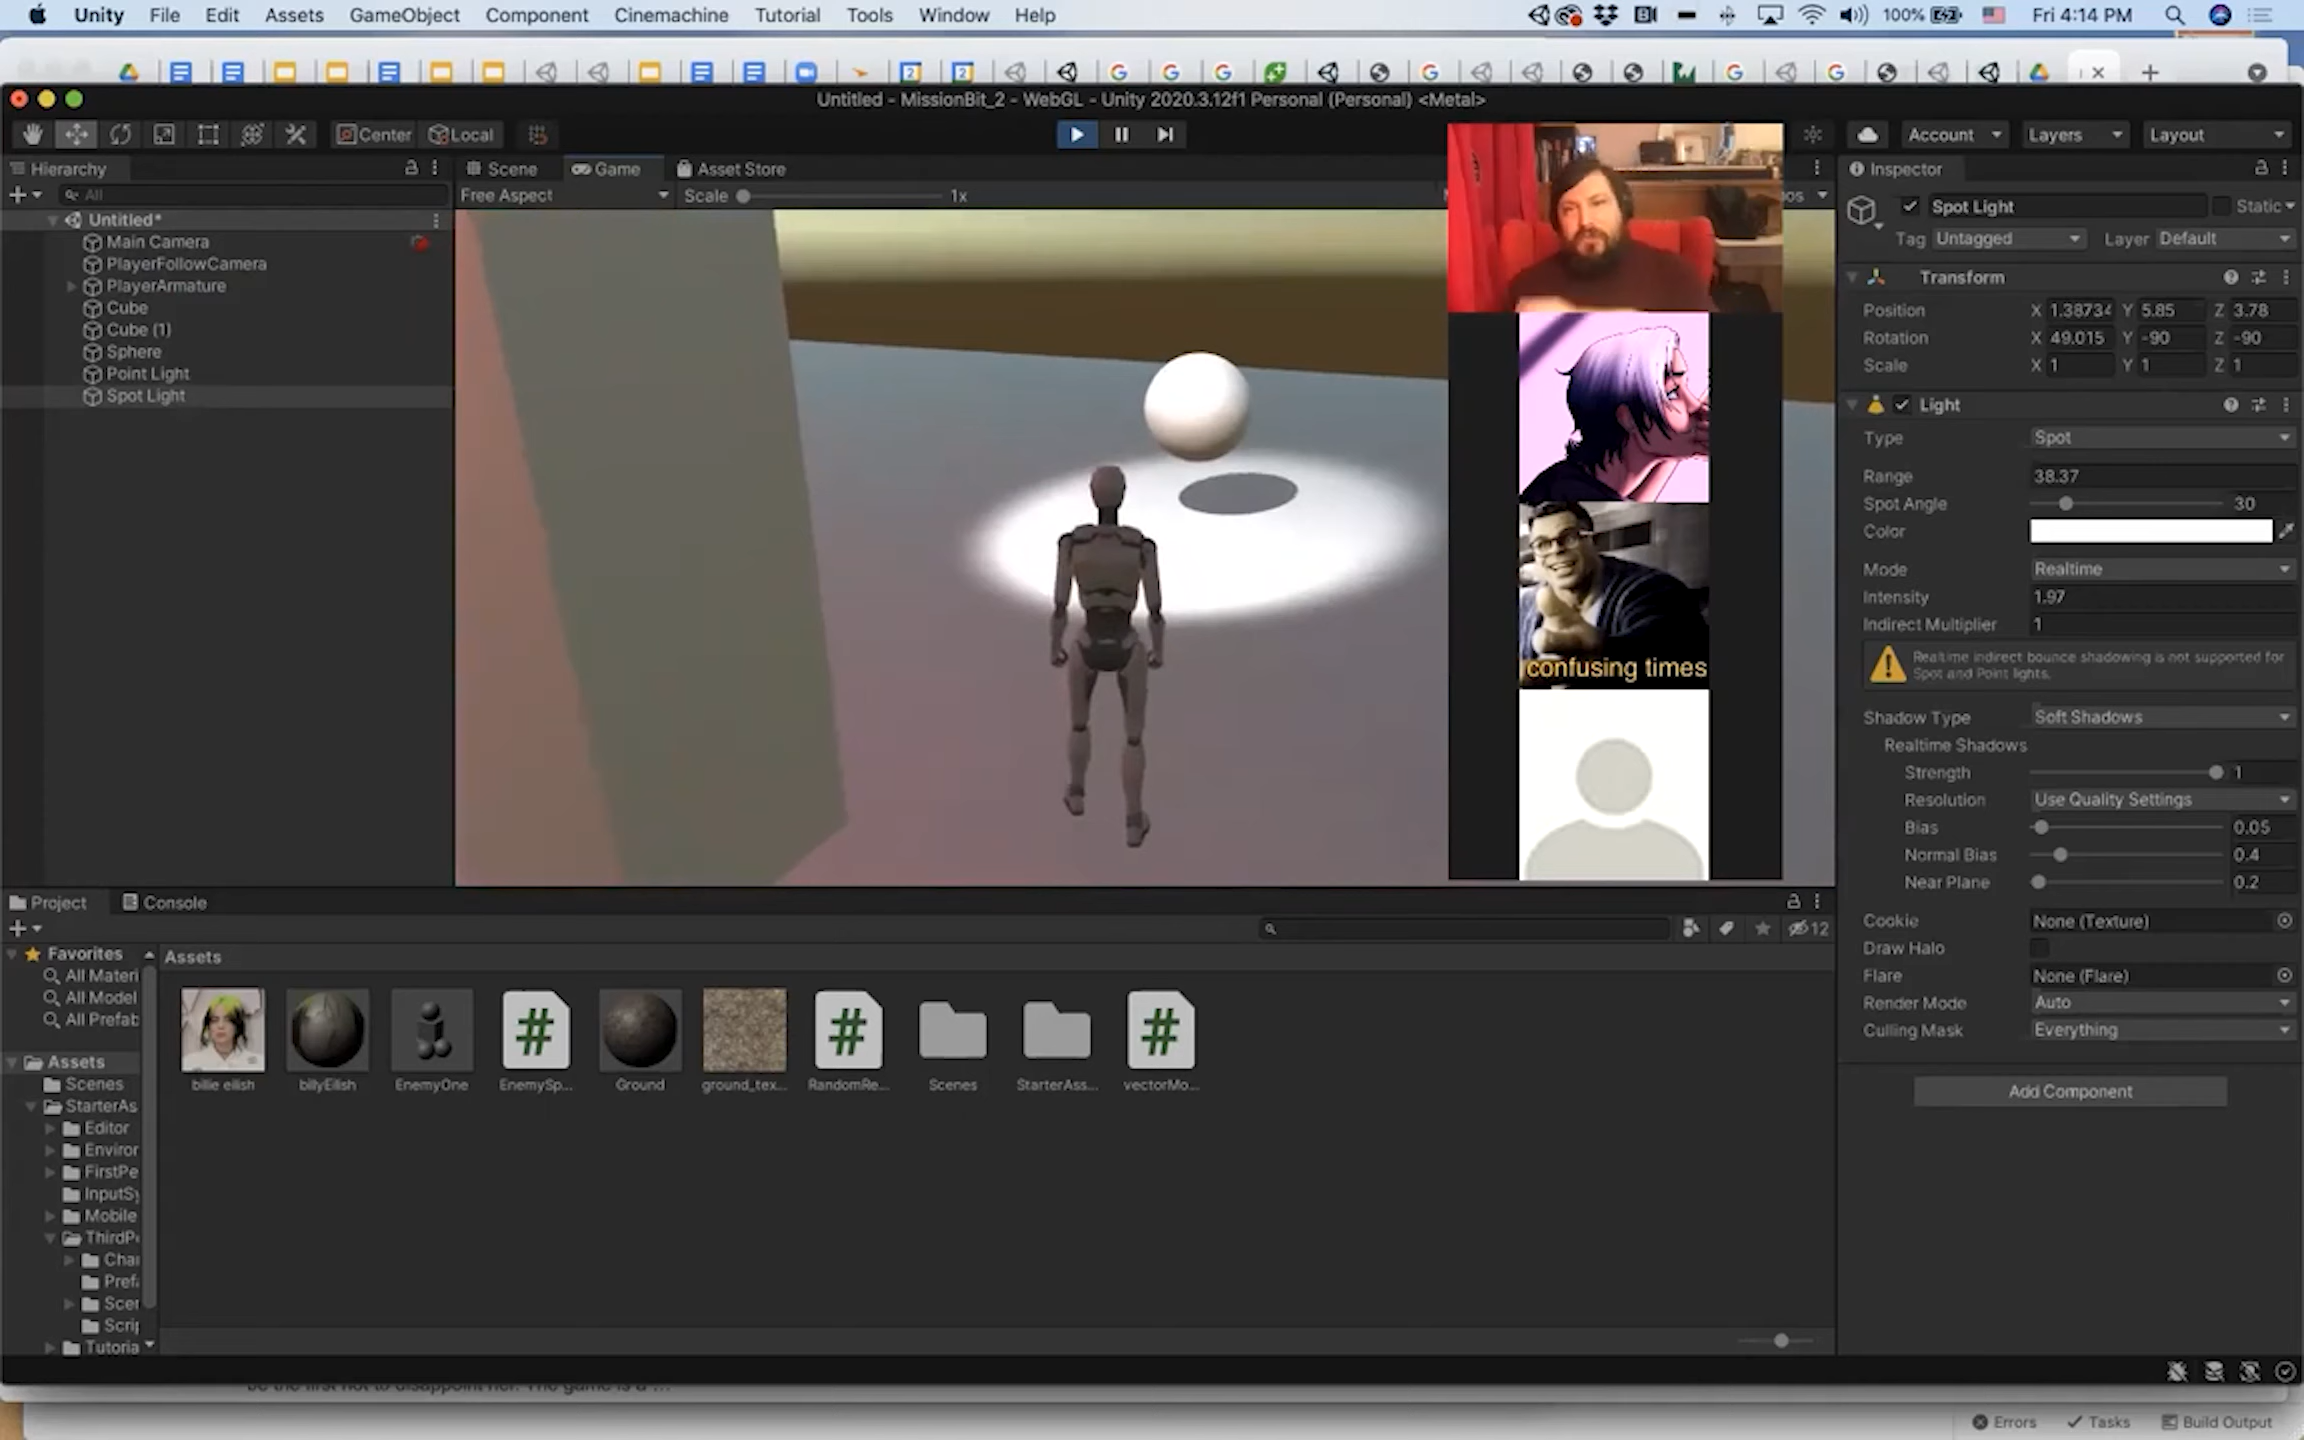 Unity File Edit Assets GameObject Component Cinemachine Tutorial Tools Window Help 100% Fri 4:14 PM
Untitled - MissionBit_2 - WebGL - Unity 2020.3.12f1 Personal (Personal) <Metal>
Center Local Account Layers Layout
Hierarchy Scene Game Asset Store Inspector
All Free Aspect Scale 1x
Spot Light Static
Untitled*
Main Camera
PlayerFollowCamera
PlayerArmature
Cube
Cube (1)
Sphere
Point Light
Spot Light
Tag Untagged Layer Default
Transform
Position X 1.38734 Y 5.85 Z 3.78
Rotation X 49.015 Y -90 Z -90
Scale X 1 Y 1 Z 1
Light
Type Spot
Range 38.37
Spot Angle 30
Color
Mode Realtime
Intensity 1.97
Indirect Multiplier 1
Realtime indirect bounce shadowing is not supported for
Spot and Point lights.
Shadow Type Soft Shadows
Realtime Shadows
Strength 1
Resolution Use Quality Settings
Bias 0.05
Normal Bias 0.4
Near Plane 0.2
Cookie None (Texture)
Draw Halo
Flare None (Flare)
Render Mode Auto
Culling Mask Everything
Add Component
confusing times
Project Console
12
Favorites
All Materi
All Model
All Prefab
Assets
Scenes
StarterAs
Editor
Enviror
FirstPe
InputSy
Mobile
ThirdP
Char
Prefa
Scer
Scrip
Tutoria
Assets
billie eilish billyEilish EnemyOne EnemySp... Ground ground_tex... RandomRe... Scenes StarterAss... vectorMo...
Errors Tasks Build Output